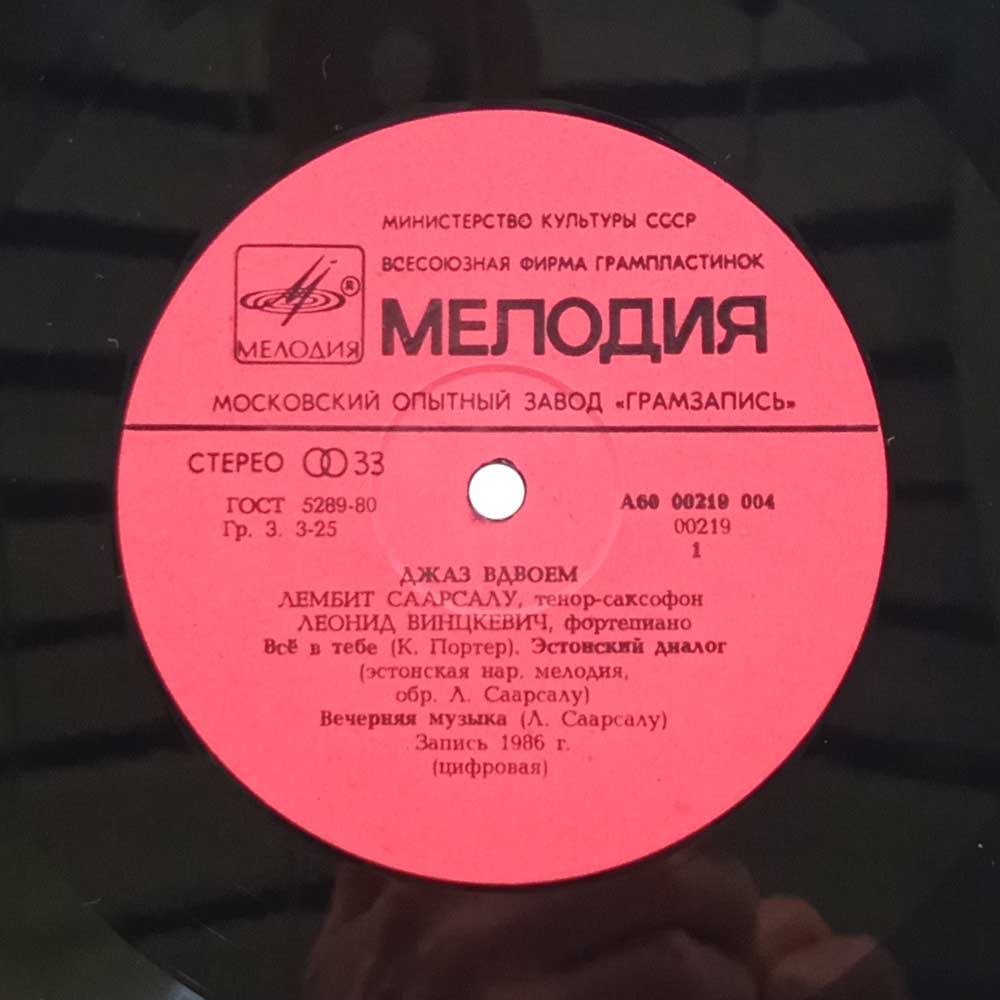 МИНИСТЕРСТВО КУЛЬТУРЫ СССР
ВСЕСОЮЗНАЯ ФИРМА ГРАМПЛАСТИНОК
®
МЕЛОДИЯ
МЕЛОДИЯ
МОСКОВСКИЙ ОПЫТНЫЙ ЗАВОД «ГРАМЗАПИСЬ»
СТЕРЕО 33
ГОСТ 5289-80
Гр. 3. 3-25
А60 00219 004
00219
1
ДЖАЗ ВДВОЕМ
ЛЕМБИТ СААРСАЛУ, тенор-саксофон
ЛЕОНИД ВИНЦКЕВИЧ, фортепиано
Всё в тебе (К. Портер). Эстонский диалог
(эстонская нар. мелодия,
обр. Л. Саарсалу)
Вечерняя музыка (Л. Саарсалу)
Запись 1986 г.
(цифровая)